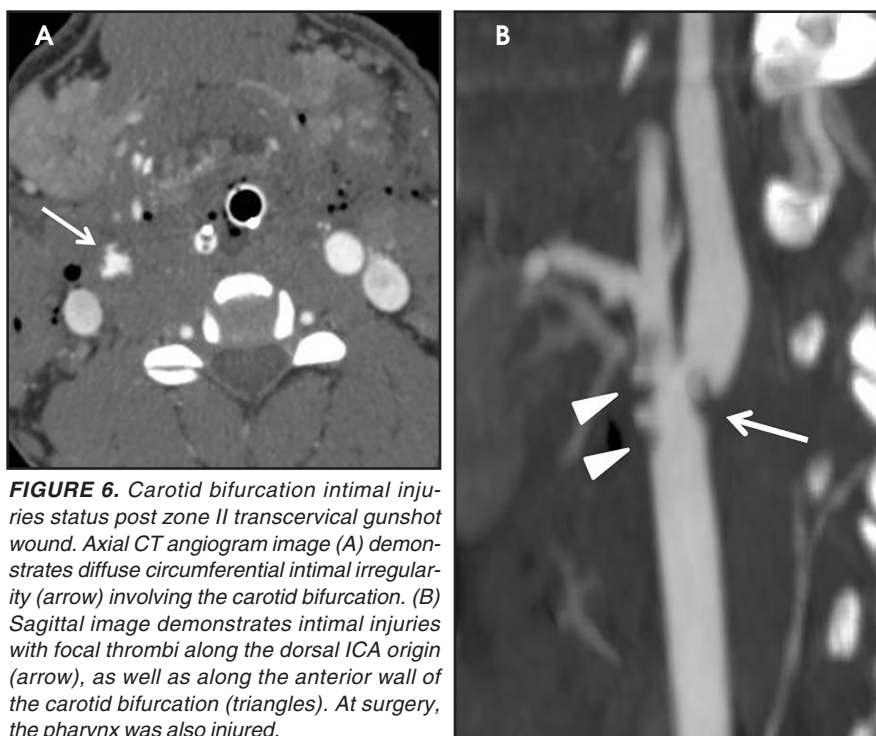 A
B
FIGURE 6. Carotid bifurcation intimal inju-
ries status post zone II transcervical gunshot
wound. Axial CT angiogram image (A) demon-
strates diffuse circumferential intimal irregular-
ity (arrow) involving the carotid bifurcation. (B)
Sagittal image demonstrates intimal injuries
with focal thrombi along the dorsal ICA origin
(arrow), as well as along the anterior wall of
the carotid bifurcation (triangles). At surgery,
the pharynx was also injured.